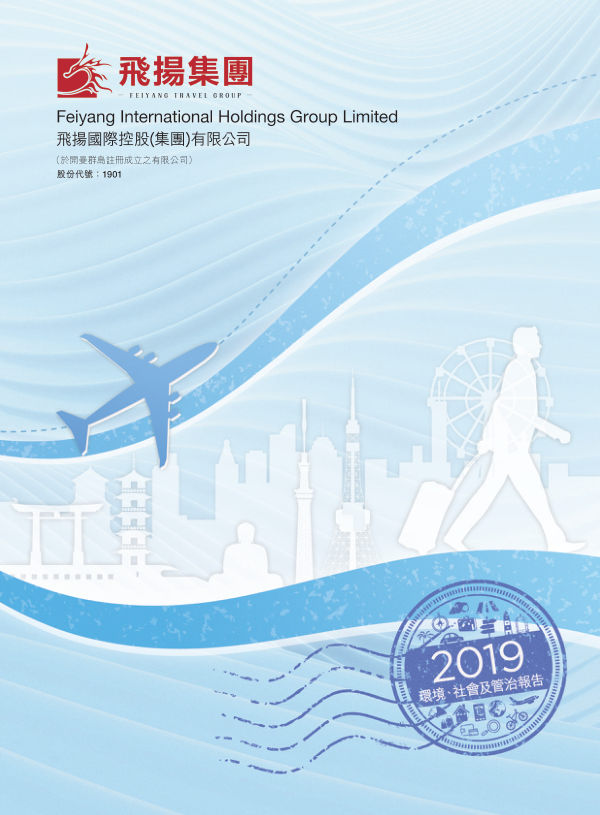 飛揚集團
FEIYANG TRAVEL GROUP
Feiyang International Holdings Group Limited
飛揚國際控股(集團)有限公司
(於開曼群島註冊成立之有限公司)
股份代號：1901
2019
環境、社會及管治報告